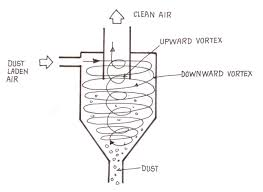 CLEAN AIR
UPWARD VORTEX
DUST
LADEN
AIR
DOWNWARD VORTEX
DUST